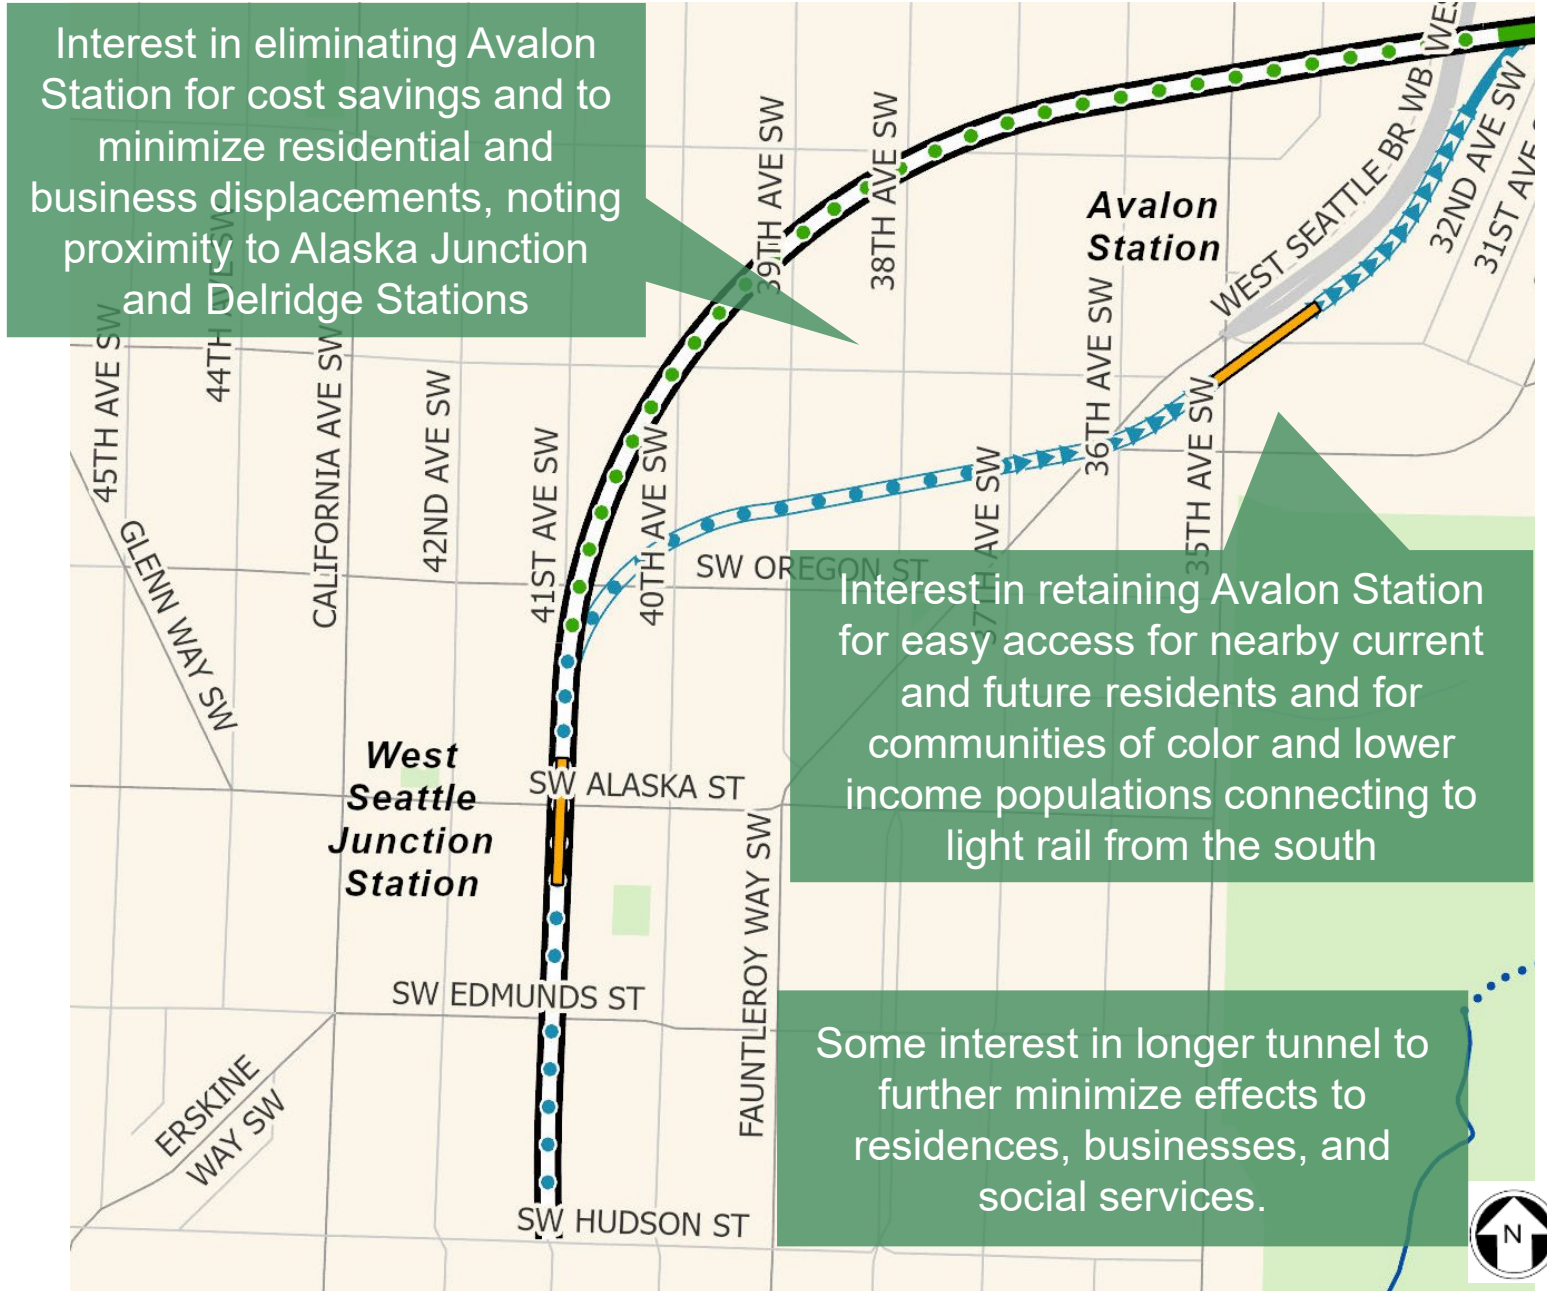 Interest in eliminating Avalon
Station for cost savings and to
minimize residential and
business displacements, noting
proximity to Alaska Junction
and Delridge Stations
39TH AVE SW
38TH AVE SW
Avalon
Station
WEST SEATTLE BR WB
32ND AVE SW
31ST AVE
45TH AVE SW
44TH AVE SW
CALIFORNIA AVE SW
42ND AVE SW
41ST AVE SW
40TH AVE SW
37TH AVE SW
36TH AVE SW
35TH AVE SW
GLENN WAY SW
SW OREGON ST
Interest in retaining Avalon Station
for easy access for nearby current
and future residents and for
communities of color and lower
income populations connecting to
light rail from the south
West
Seattle
Junction
Station
SW ALASKA ST
FAUNTLEROY WAY SW
SW EDMUNDS ST
Some interest in longer tunnel to
further minimize effects to
residences, businesses, and
social services.
ERSKINE
WAY SW
SW HUDSON ST
N